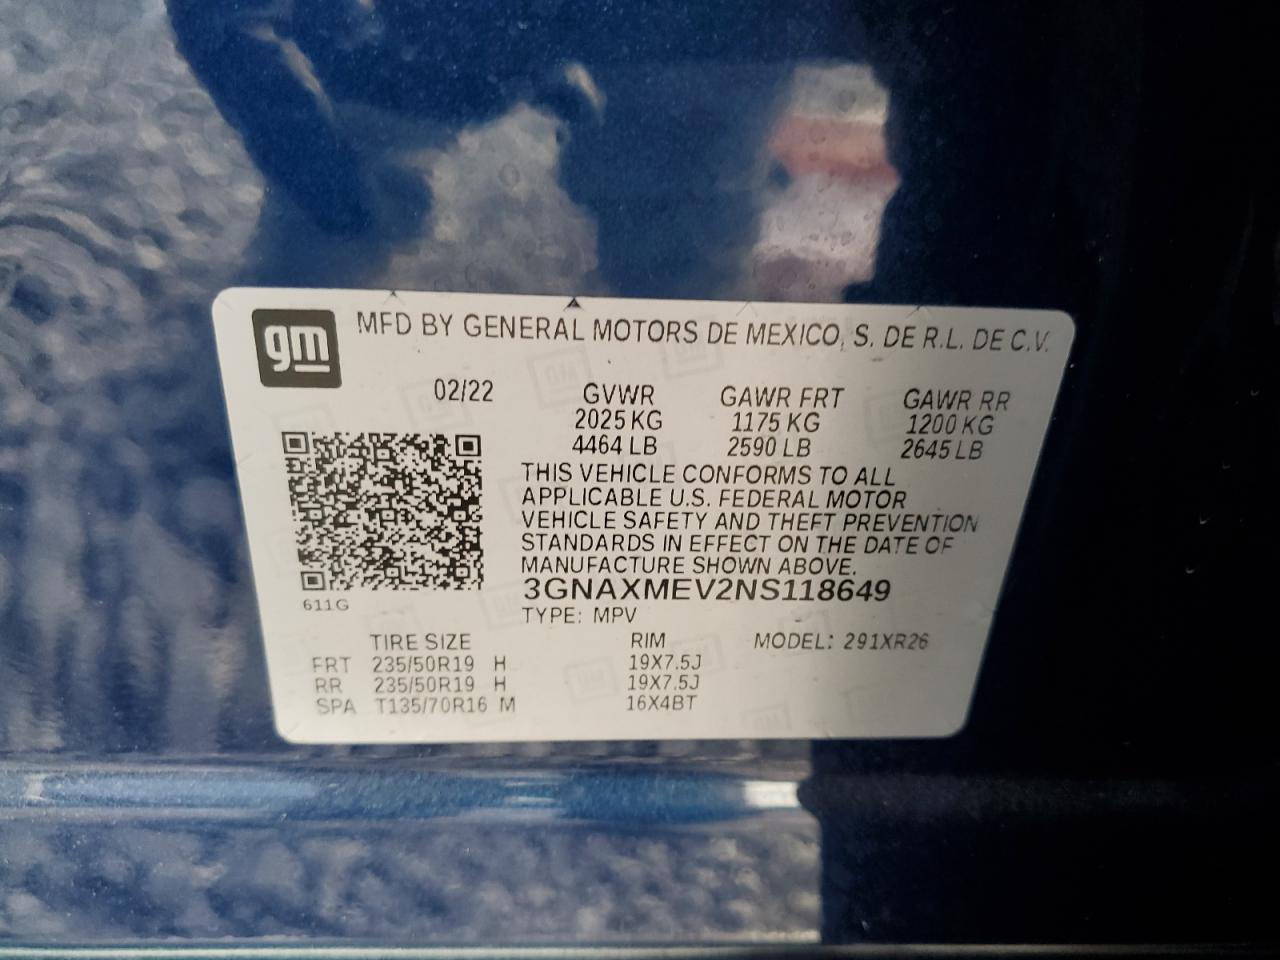 gm
MFD BY GENERAL MOTORS DE MEXICO, S. DE R.L. DE C.V.
02/22 GVWR GAWR FRT GAWR RR
2025 KG 1175 KG 1200 KG
4464 LB 2590 LB 2645 LB
THIS VEHICLE CONFORMS TO ALL
APPLICABLE U.S. FEDERAL MOTOR
VEHICLE SAFETY AND THEFT PREVENTION
STANDARDS IN EFFECT ON THE DATE OF
MANUFACTURE SHOWN ABOVE.
3GNAXMEV2NS118649
611G
TYPE: MPV
TIRE SIZE RIM MODEL: 291XR26
FRT 235/50R19 H 19X7.5J
RR 235/50R19 H 19X7.5J
SPA T135/70R16 M 16X4BT